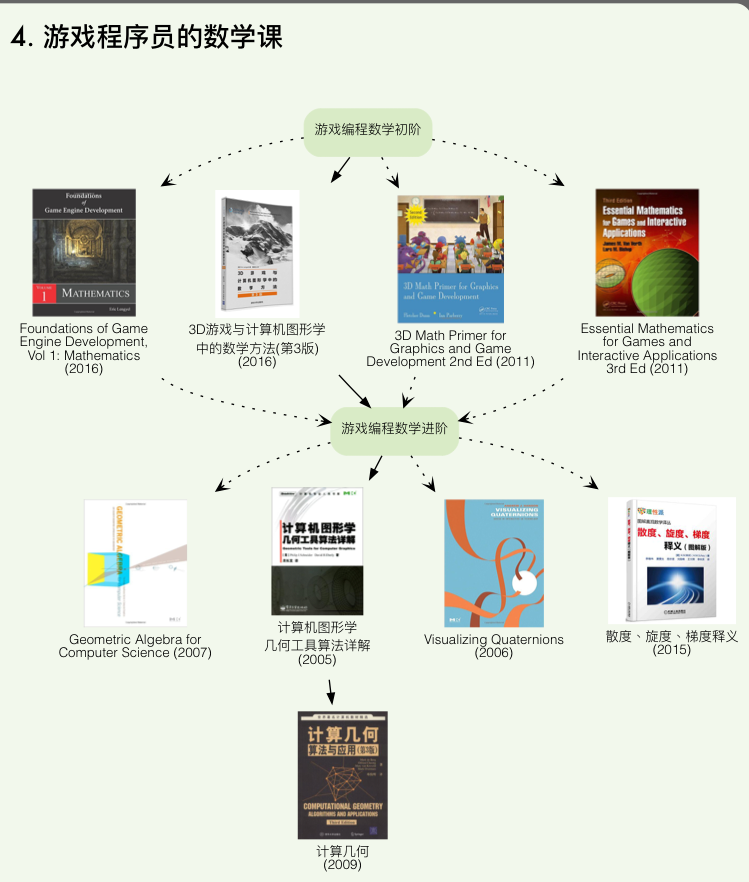 4. 游戏程序员的数学课
游戏编程数学初阶
Foundations
of
Game Engine Development
VOLUME
1
MATHEMATICS
Eric Lengyel
3D游戏与
计算机图形学中的
数学方法
Second Edition
3D Math Primer for Graphics
and Game Development
Fletcher Dunn
Ian Parberry
Third Edition
Essential Mathematics
for Games and Interactive
Applications
James M. Van Verth
Lars M. Bishop
Foundations of Game
Engine Development,
Vol 1: Mathematics
(2016)
3D游戏与计算机图形学
中的数学方法(第3版)
(2016)
3D Math Primer for
Graphics and Game
Development 2nd Ed (2011)
Essential Mathematics
for Games and
Interactive Applications
3rd Ed (2011)
游戏编程数学进阶
GEOMETRIC ALGEBRA
计算机图形学
几何工具算法详解
Geometric Tools for Computer Graphics
VISUALIZING
QUATERNIONS
散度、旋度、梯度
释义（图解版）
Geometric Algebra for
Computer Science (2007)
计算机图形学
几何工具算法详解
(2005)
Visualizing Quaternions
(2006)
散度、旋度、梯度释义
(2015)
计算几何
算法与应用（第3版）
COMPUTATIONAL GEOMETRY
ALGORITHMS AND APPLICATIONS
Third Edition
计算几何
(2009)